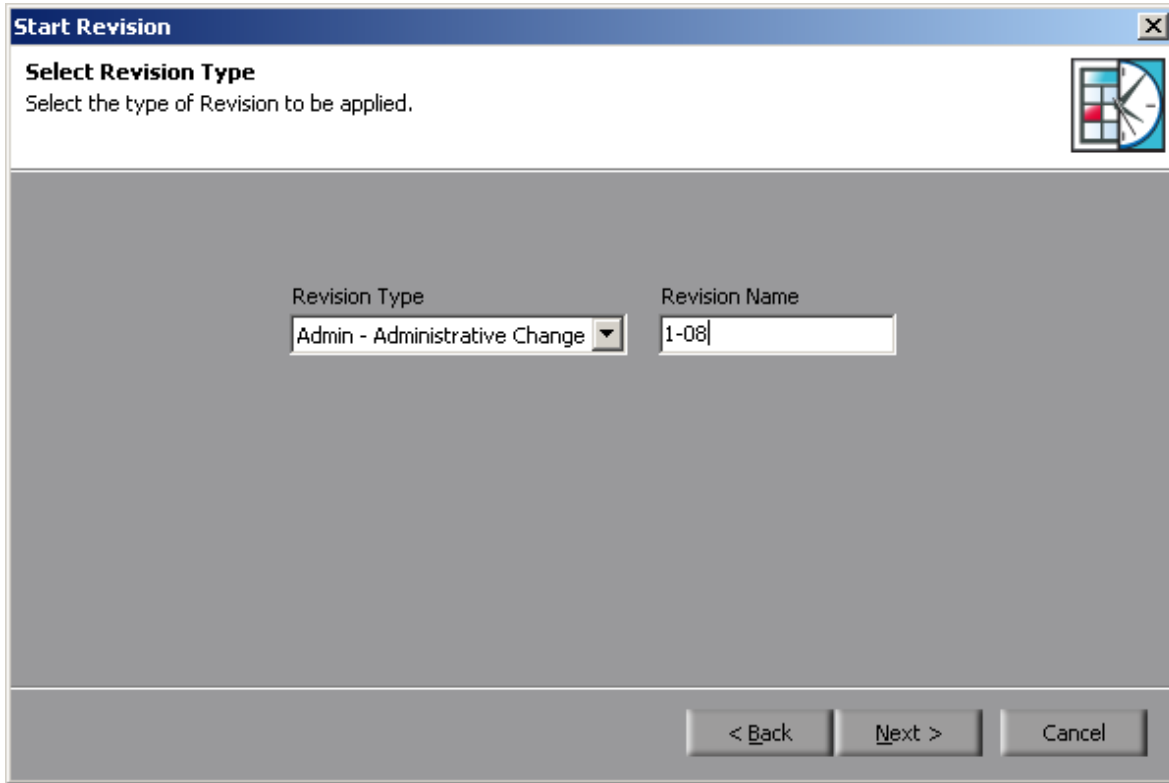 Start Revision
Select Revision Type
Select the type of Revision to be applied.
Revision Type Revision Name
Admin - Administrative Change 1-08
< Back Next > Cancel